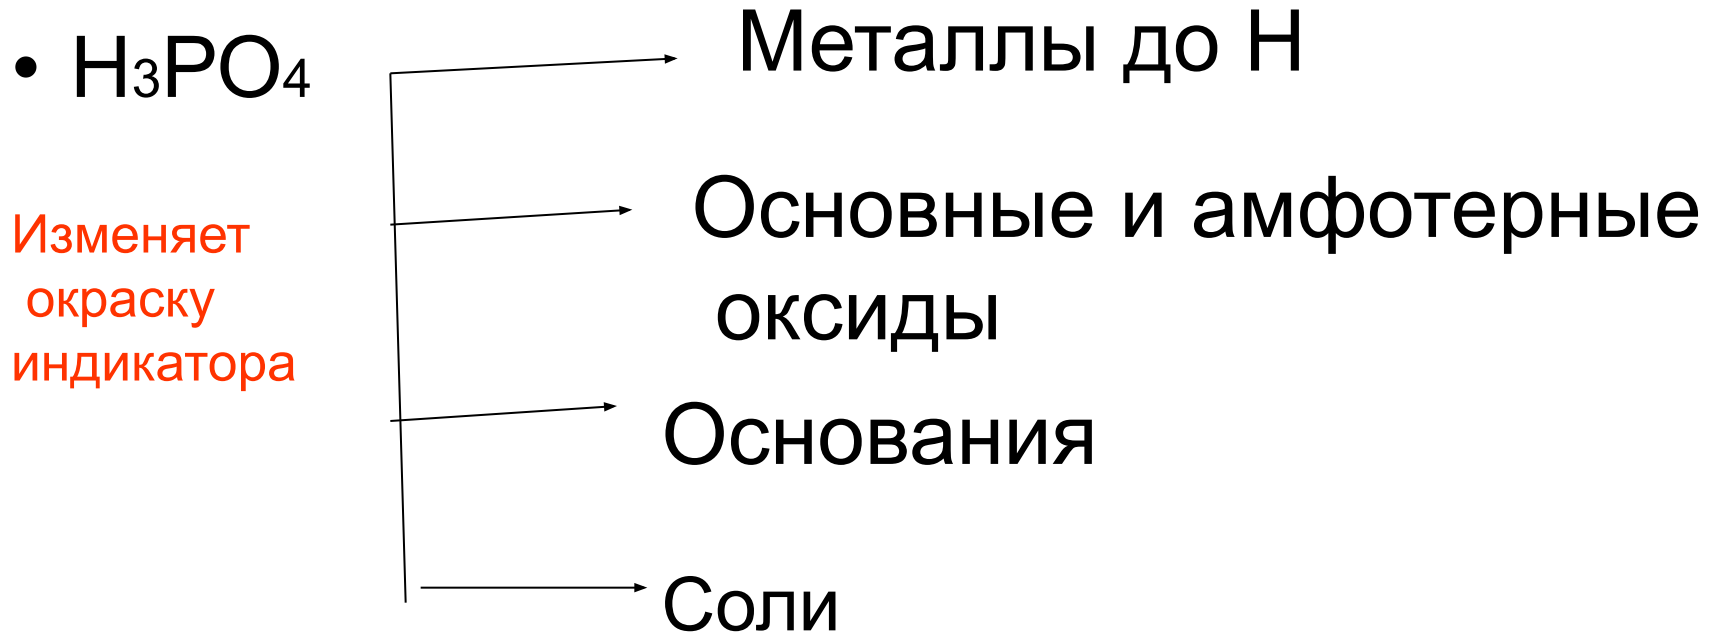 • H₃PO₄
Изменяет
окраску
индикатора
Металлы до Н
Основные и амфотерные
оксиды
Основания
Соли